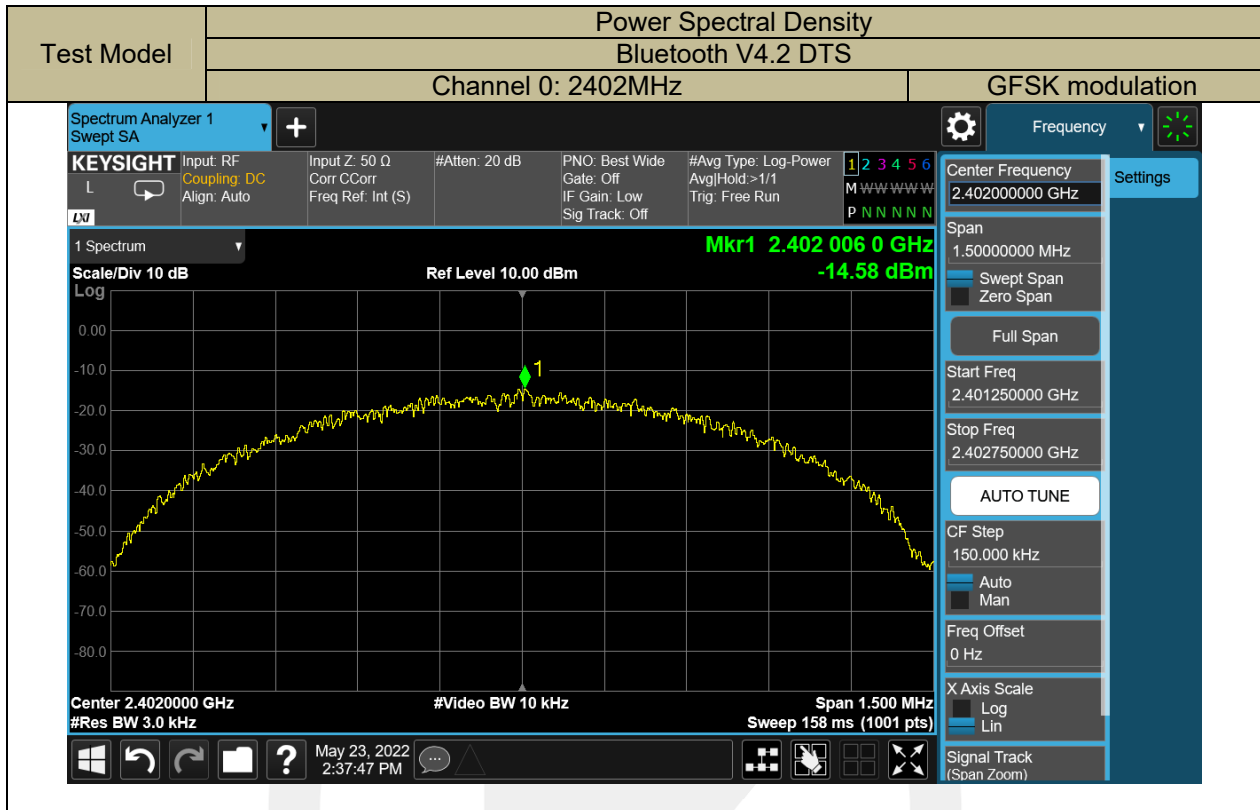 Test Model
Power Spectral Density
Bluetooth V4.2 DTS
Channel 0: 2402MHz
GFSK modulation
Spectrum Analyzer 1
Swept SA
Frequency
KEYSIGHT
L
LXI
Input: RF
Coupling: DC
Align: Auto
Input Z: 50 Ω
Corr CCorr
Freq Ref: Int (S)
#Atten: 20 dB
PNO: Best Wide
Gate: Off
IF Gain: Low
Sig Track: Off
#Avg Type: Log-Power
Avg|Hold:>1/1
Trig: Free Run
1 2 3 4 5 6
M W W W W W
P N N N N N
1 Spectrum
Scale/Div 10 dB
Log
Ref Level 10.00 dBm
Mkr1 2.402 006 0 GHz
-14.58 dBm
0.00
-10.0
-20.0
-30.0
-40.0
-50.0
-60.0
-70.0
-80.0
1
Center 2.4020000 GHz
#Res BW 3.0 kHz
#Video BW 10 kHz
Span 1.500 MHz
Sweep 158 ms (1001 pts)
Center Frequency
2.402000000 GHz
Span
1.50000000 MHz
Swept Span
Zero Span
Full Span
Start Freq
2.401250000 GHz
Stop Freq
2.402750000 GHz
AUTO TUNE
CF Step
150.000 kHz
Auto
Man
Freq Offset
0 Hz
X Axis Scale
Log
Lin
Signal Track
(Span Zoom)
Settings
?
May 23, 2022
2:37:47 PM